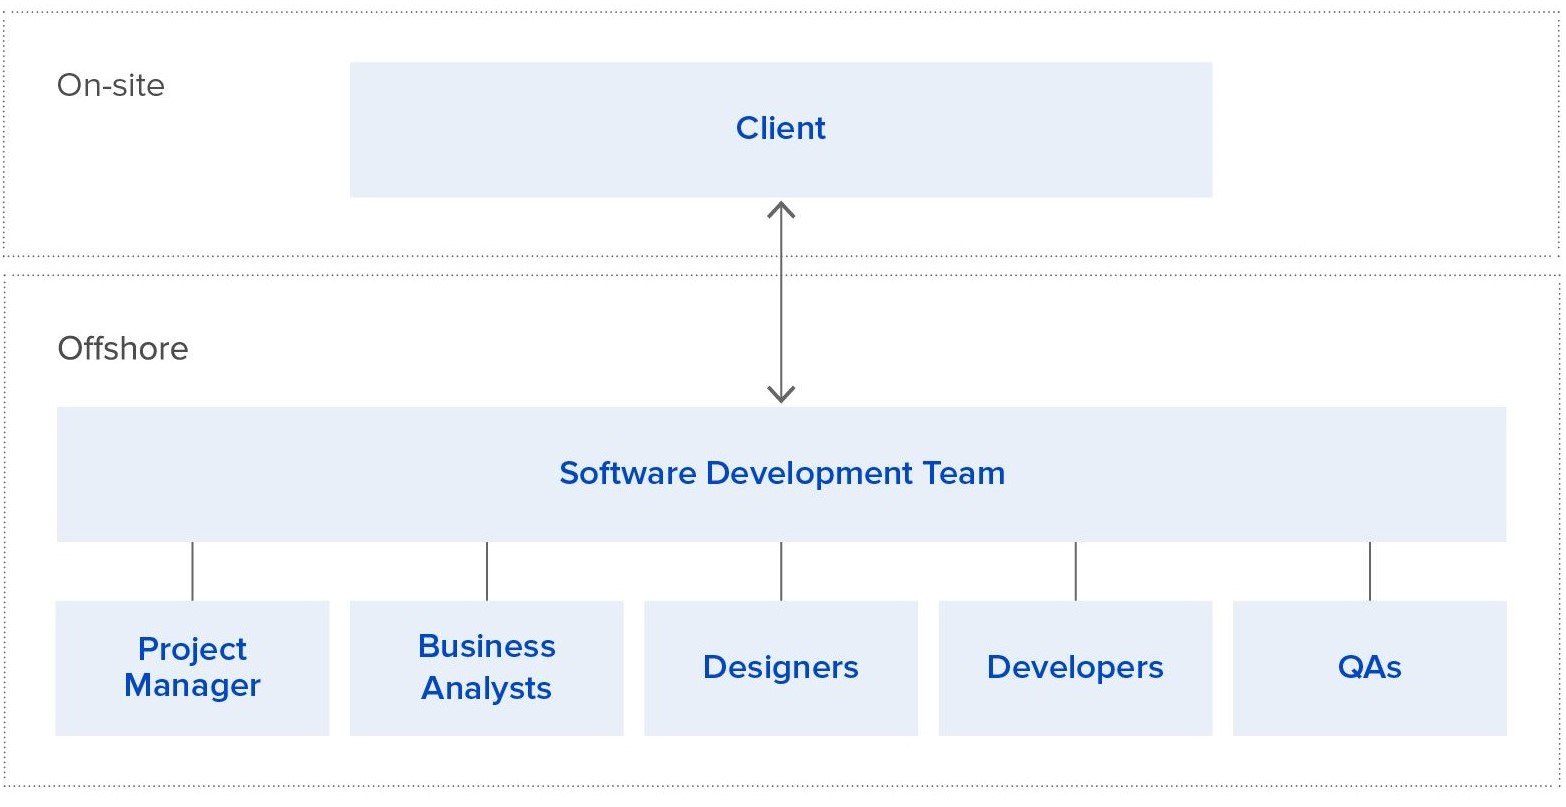 On-site
Client
Offshore
Software Development Team
Project
Manager
Business
Analysts
Designers
Developers
QAs